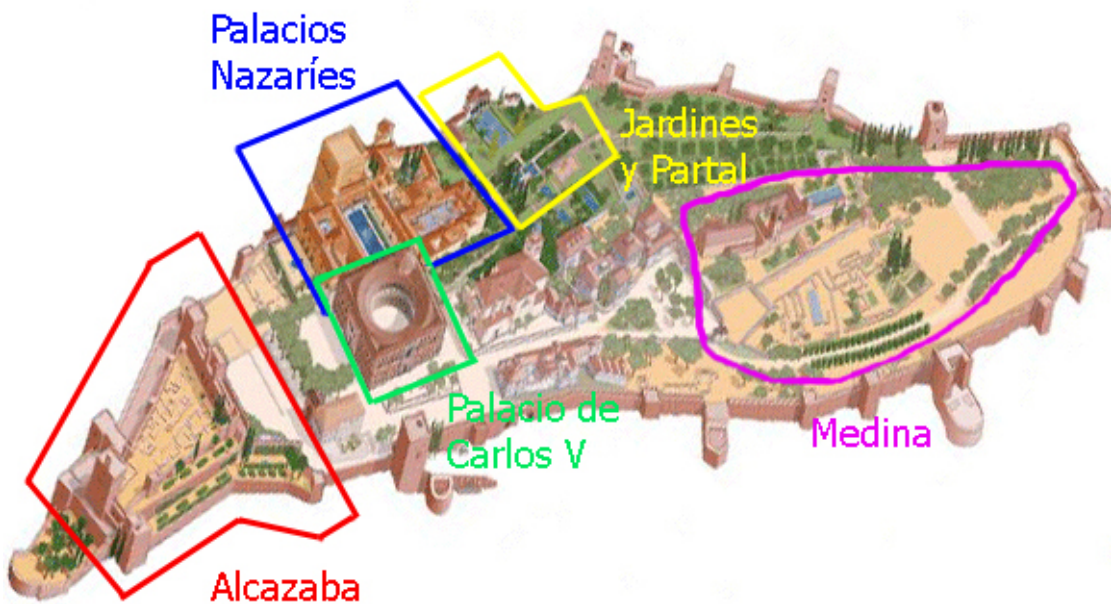 Palacios
Nazaríes
Jardines
y Partal
Palacio de
Carlos V
Medina
Alcazaba